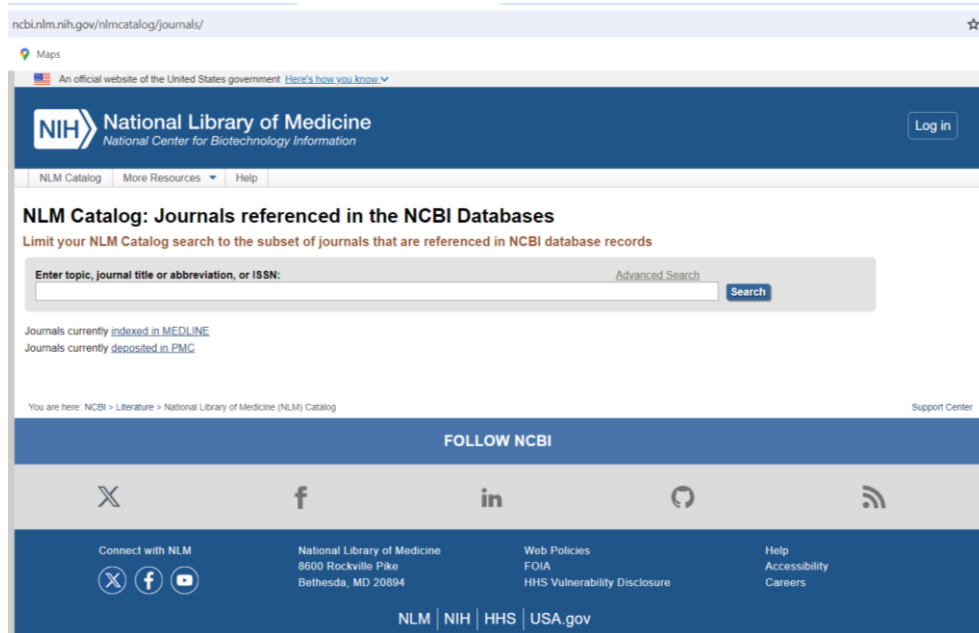 ncbi.nlm.nih.gov/nlmcatalog/journals/
Maps
An official website of the United States government Here's how you know
NIH National Library of Medicine
National Center for Biotechnology Information
Log in
NLM Catalog More Resources Help
NLM Catalog: Journals referenced in the NCBI Databases
Limit your NLM Catalog search to the subset of journals that are referenced in NCBI database records
Enter topic, journal title or abbreviation, or ISSN: Advanced Search
Search
Journals currently indexed in MEDLINE
Journals currently deposited in PMC
You are here: NCBI > Literature > National Library of Medicine (NLM) Catalog Support Center
FOLLOW NCBI
Connect with NLM
National Library of Medicine
8600 Rockville Pike
Bethesda, MD 20894
Web Policies
FOIA
HHS Vulnerability Disclosure
Help
Accessibility
Careers
NLM | NIH | HHS | USA.gov